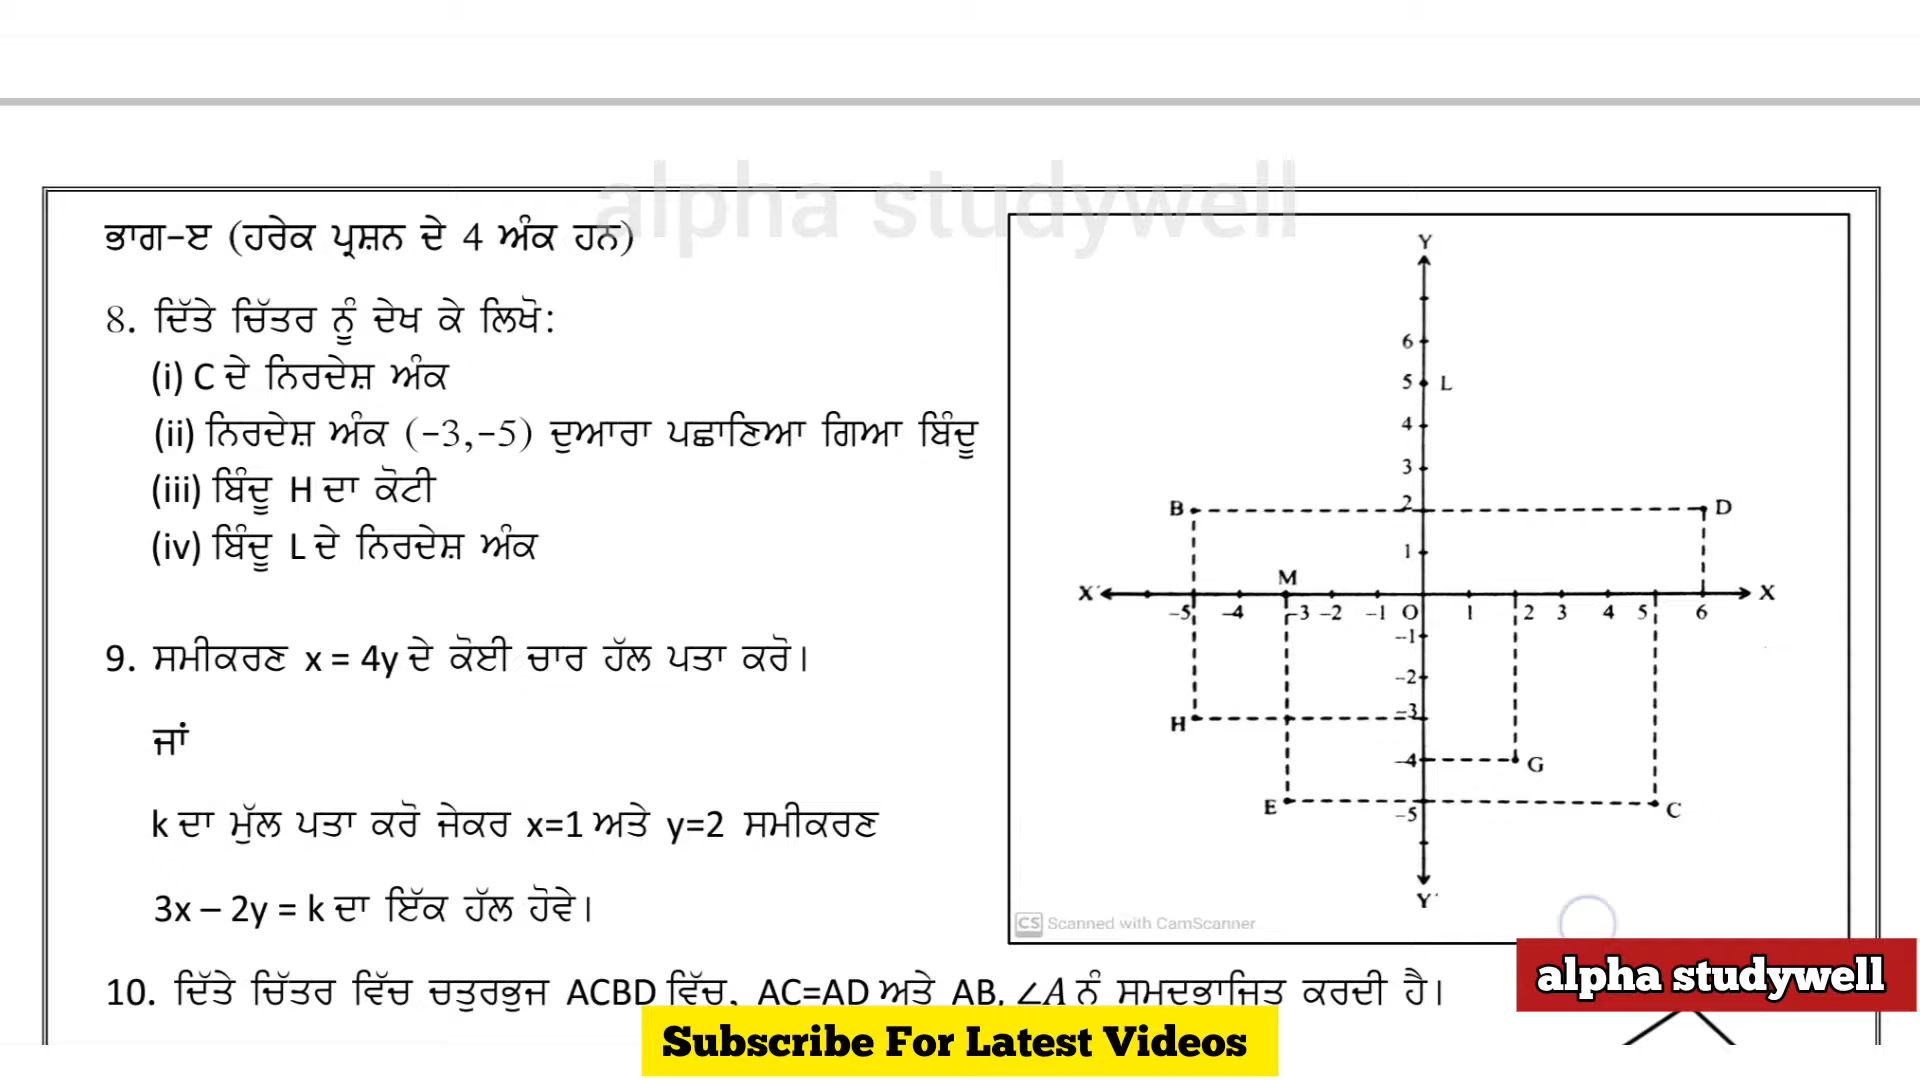 alpha studywell
ਭਾਗ-ੲ (ਹਰੇਕ ਪ੍ਰਸ਼ਨ ਦੇ 4 ਅੰਕ ਹਨ)
8. ਦਿੱਤੇ ਚਿੱਤਰ ਨੂੰ ਦੇਖ ਕੇ ਲਿਖੋ:
(i) C ਦੇ ਨਿਰਦੇਸ਼ ਅੰਕ
(ii) ਨਿਰਦੇਸ਼ ਅੰਕ (-3,-5) ਦੁਆਰਾ ਪਛਾਣਿਆ ਗਿਆ ਬਿੰਦੂ
(iii) ਬਿੰਦੂ H ਦਾ ਕੋਟੀ
(iv) ਬਿੰਦੂ L ਦੇ ਨਿਰਦੇਸ਼ ਅੰਕ
9. ਸਮੀਕਰਣ x = 4y ਦੇ ਕੋਈ ਚਾਰ ਹੱਲ ਪਤਾ ਕਰੋ।
ਜਾਂ
k ਦਾ ਮੁੱਲ ਪਤਾ ਕਰੋ ਜੇਕਰ x=1 ਅਤੇ y=2 ਸਮੀਕਰਣ
3x – 2y = k ਦਾ ਇੱਕ ਹੱਲ ਹੋਵੇ।
10. ਦਿੱਤੇ ਚਿੱਤਰ ਵਿੱਚ ਚਤੁਰਭੁਜ ACBD ਵਿੱਚ, AC=AD ਅਤੇ AB, ∠A ਨੂੰ ਸਮਦੁਭਾਜਿਤ ਕਰਦੀ ਹੈ।
Y
6
5 L
4
3
B 2 D
1
M
X′ X
-5 -4 -3 -2 -1 O 1 2 3 4 5 6
-1
-2
H -3
-4 G
E -5 C
Y′
CS Scanned with CamScanner
alpha studywell
Subscribe For Latest Videos